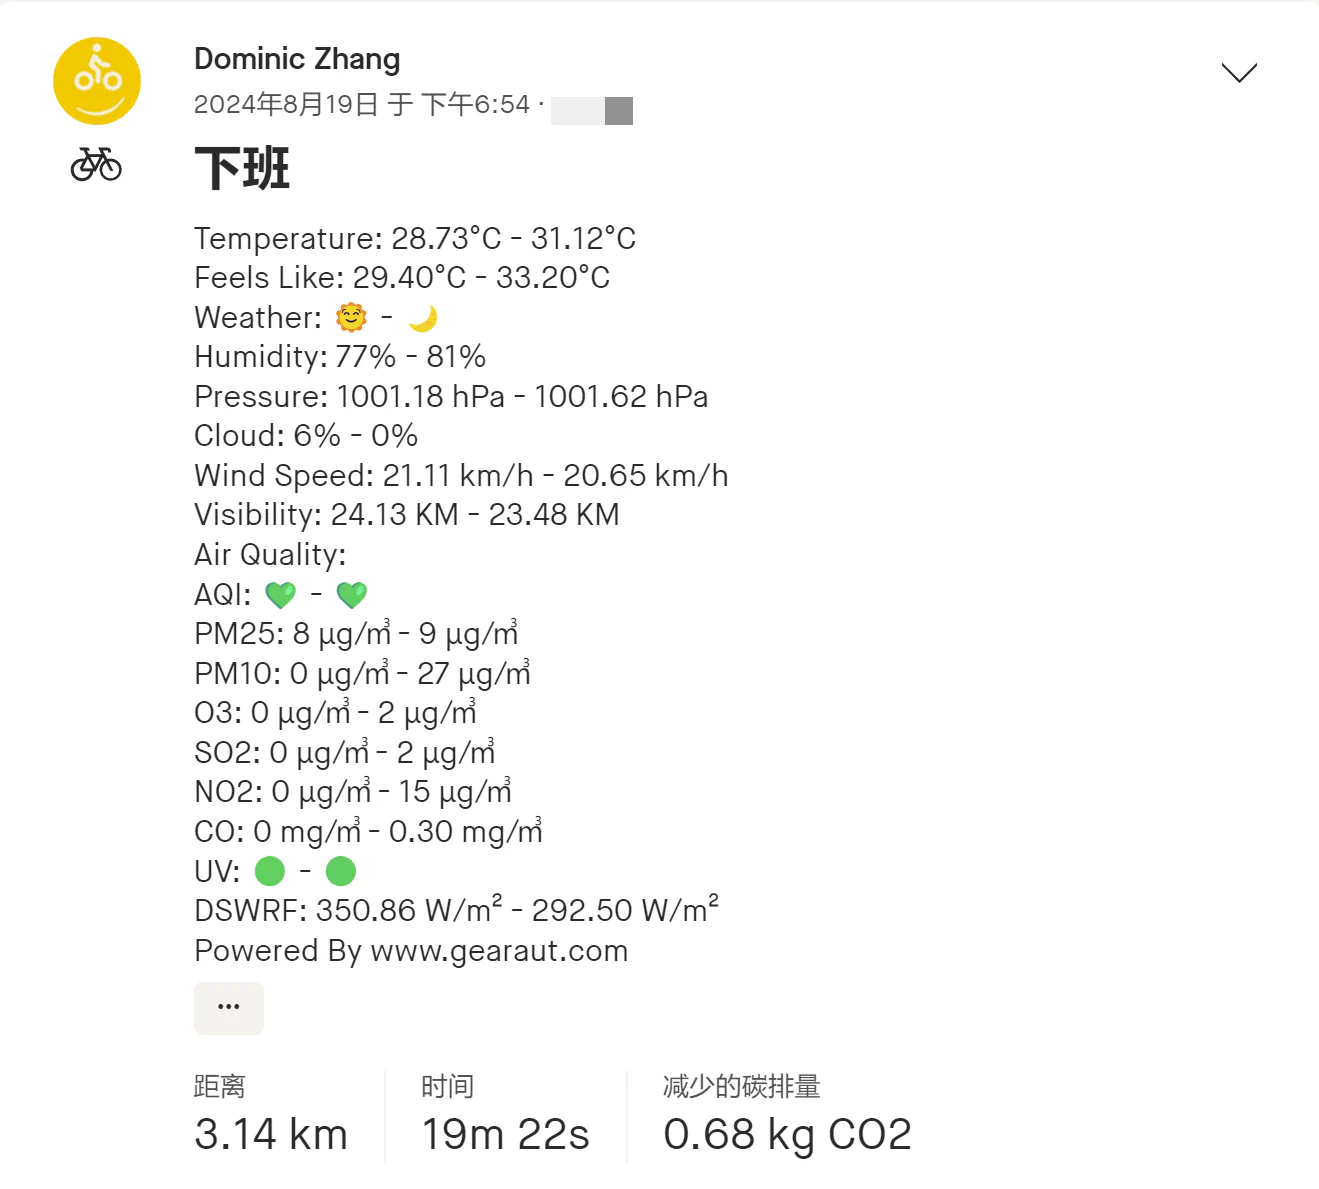 Dominic Zhang
2024年8月19日 于 下午6:54 ·
下班
Temperature: 28.73°C - 31.12°C
Feels Like: 29.40°C - 33.20°C
Weather: 🌞 - 🌙
Humidity: 77% - 81%
Pressure: 1001.18 hPa - 1001.62 hPa
Cloud: 6% - 0%
Wind Speed: 21.11 km/h - 20.65 km/h
Visibility: 24.13 KM - 23.48 KM
Air Quality:
AQI: 💚 - 💚
PM25: 8 μg/㎥ - 9 μg/㎥
PM10: 0 μg/㎥ - 27 μg/㎥
O3: 0 μg/㎥ - 2 μg/㎥
SO2: 0 μg/㎥ - 2 μg/㎥
NO2: 0 μg/㎥ - 15 μg/㎥
CO: 0 mg/㎥ - 0.30 mg/㎥
UV: 🟢 - 🟢
DSWRF: 350.86 W/m² - 292.50 W/m²
Powered By www.gearaut.com
距离 时间 减少的碳排量
3.14 km 19m 22s 0.68 kg CO2